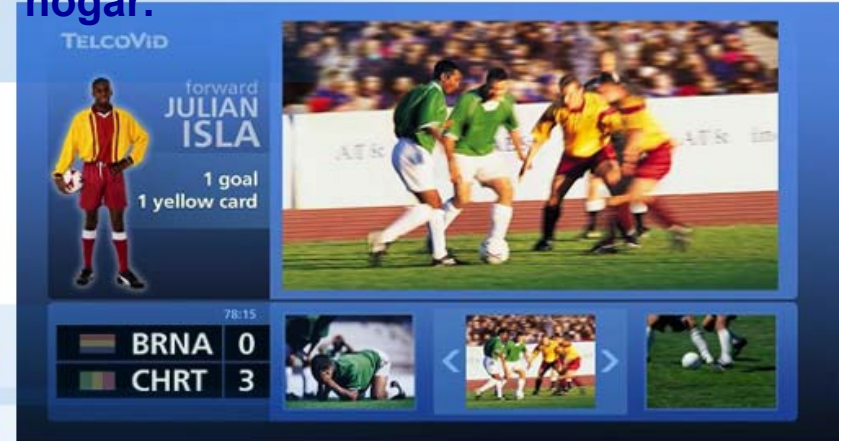 hogar.
TELCOVID
forward
JULIAN
ISLA
1 goal
1 yellow card
78:15
BRNA 0
CHRT 3